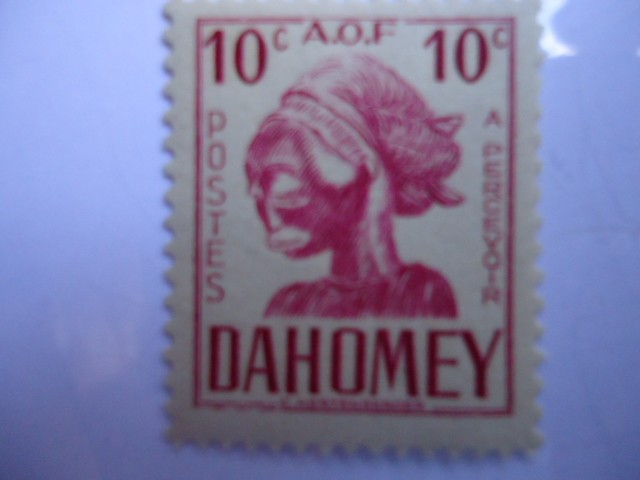 10c A.O.F 10c
POSTES
A PERCEVOIR
DAHOMEY